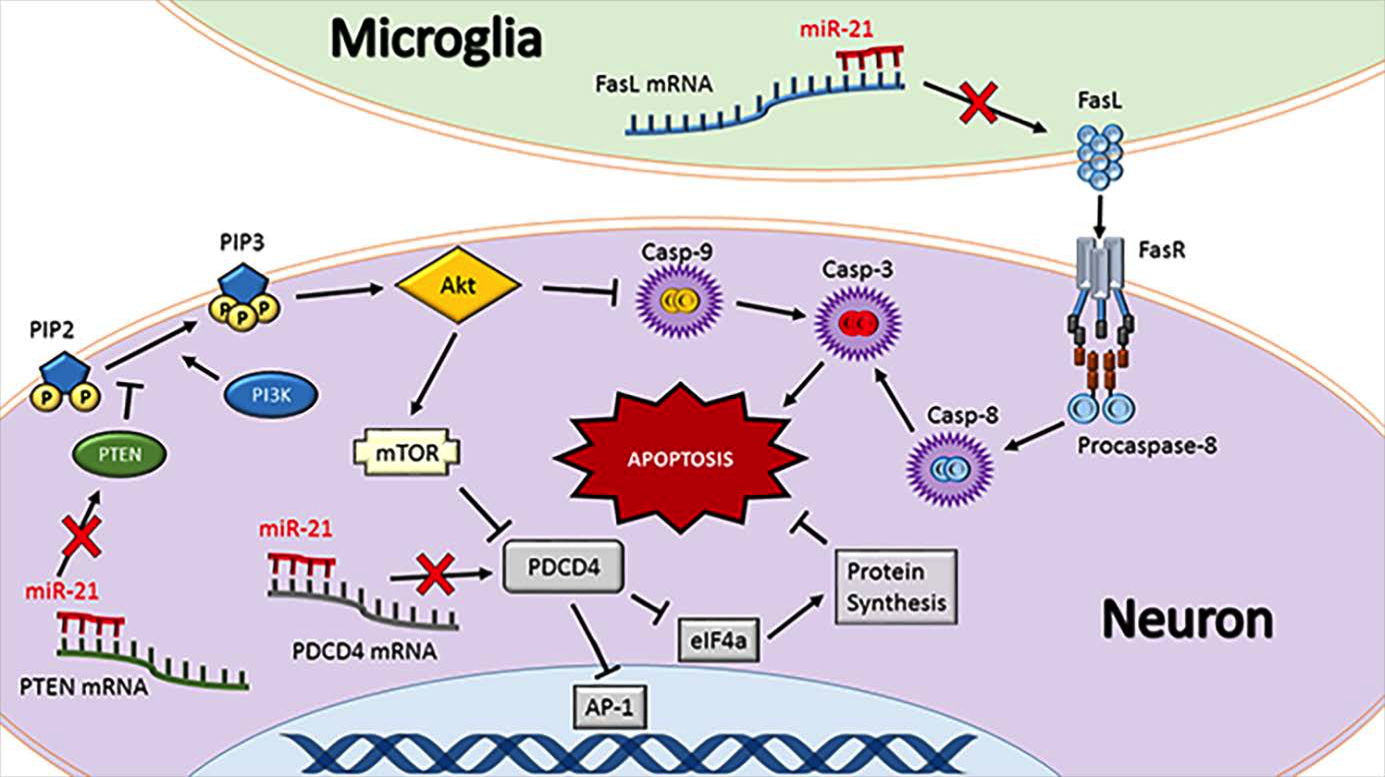 Microglia
miR-21
FasL mRNA
FasL
PIP3
Akt
Casp-9
Casp-3
FasR
PIP2
P P P
P P
PI3K
PTEN
mTOR
APOPTOSIS
Casp-8
Procaspase-8
miR-21
PDCD4
Protein
Synthesis
miR-21
eIF4a
Neuron
PDCD4 mRNA
PTEN mRNA
AP-1